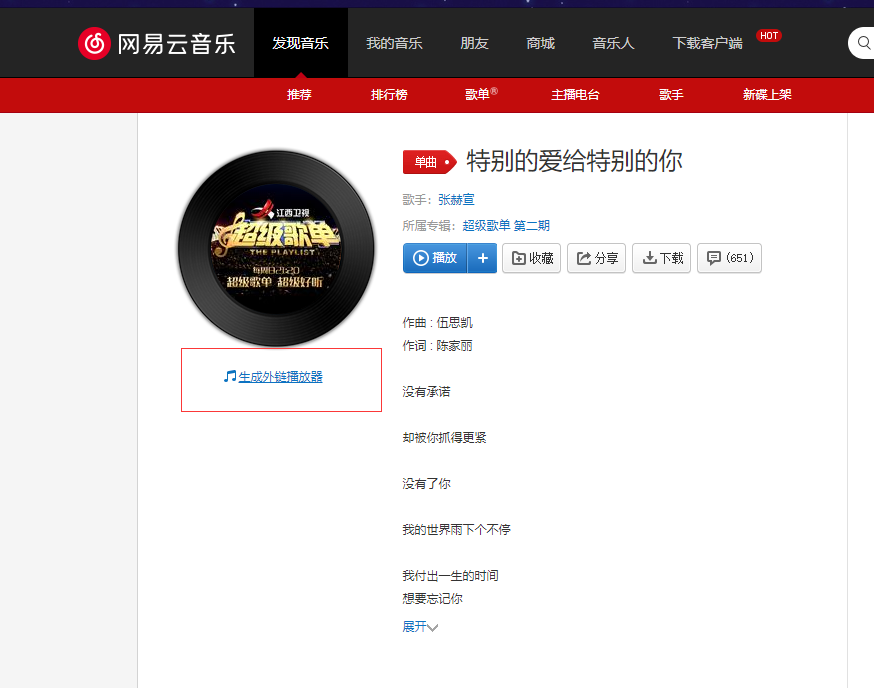 网易云音乐
发现音乐 我的音乐 朋友 商城 音乐人 下载客户端 HOT
推荐 排行榜 歌单® 主播电台 歌手 新碟上架
江西卫视
超级歌单
THE PLAYLIST
超级歌单 超级好听
生成外链播放器
单曲 特别的爱给特别的你
歌手：张赫宣
所属专辑：超级歌单 第二期
播放 + 收藏 分享 下载 (651)
作曲 : 伍思凯
作词 : 陈家丽
没有承诺
却被你抓得更紧
没有了你
我的世界雨下个不停
我付出一生的时间
想要忘记你
展开